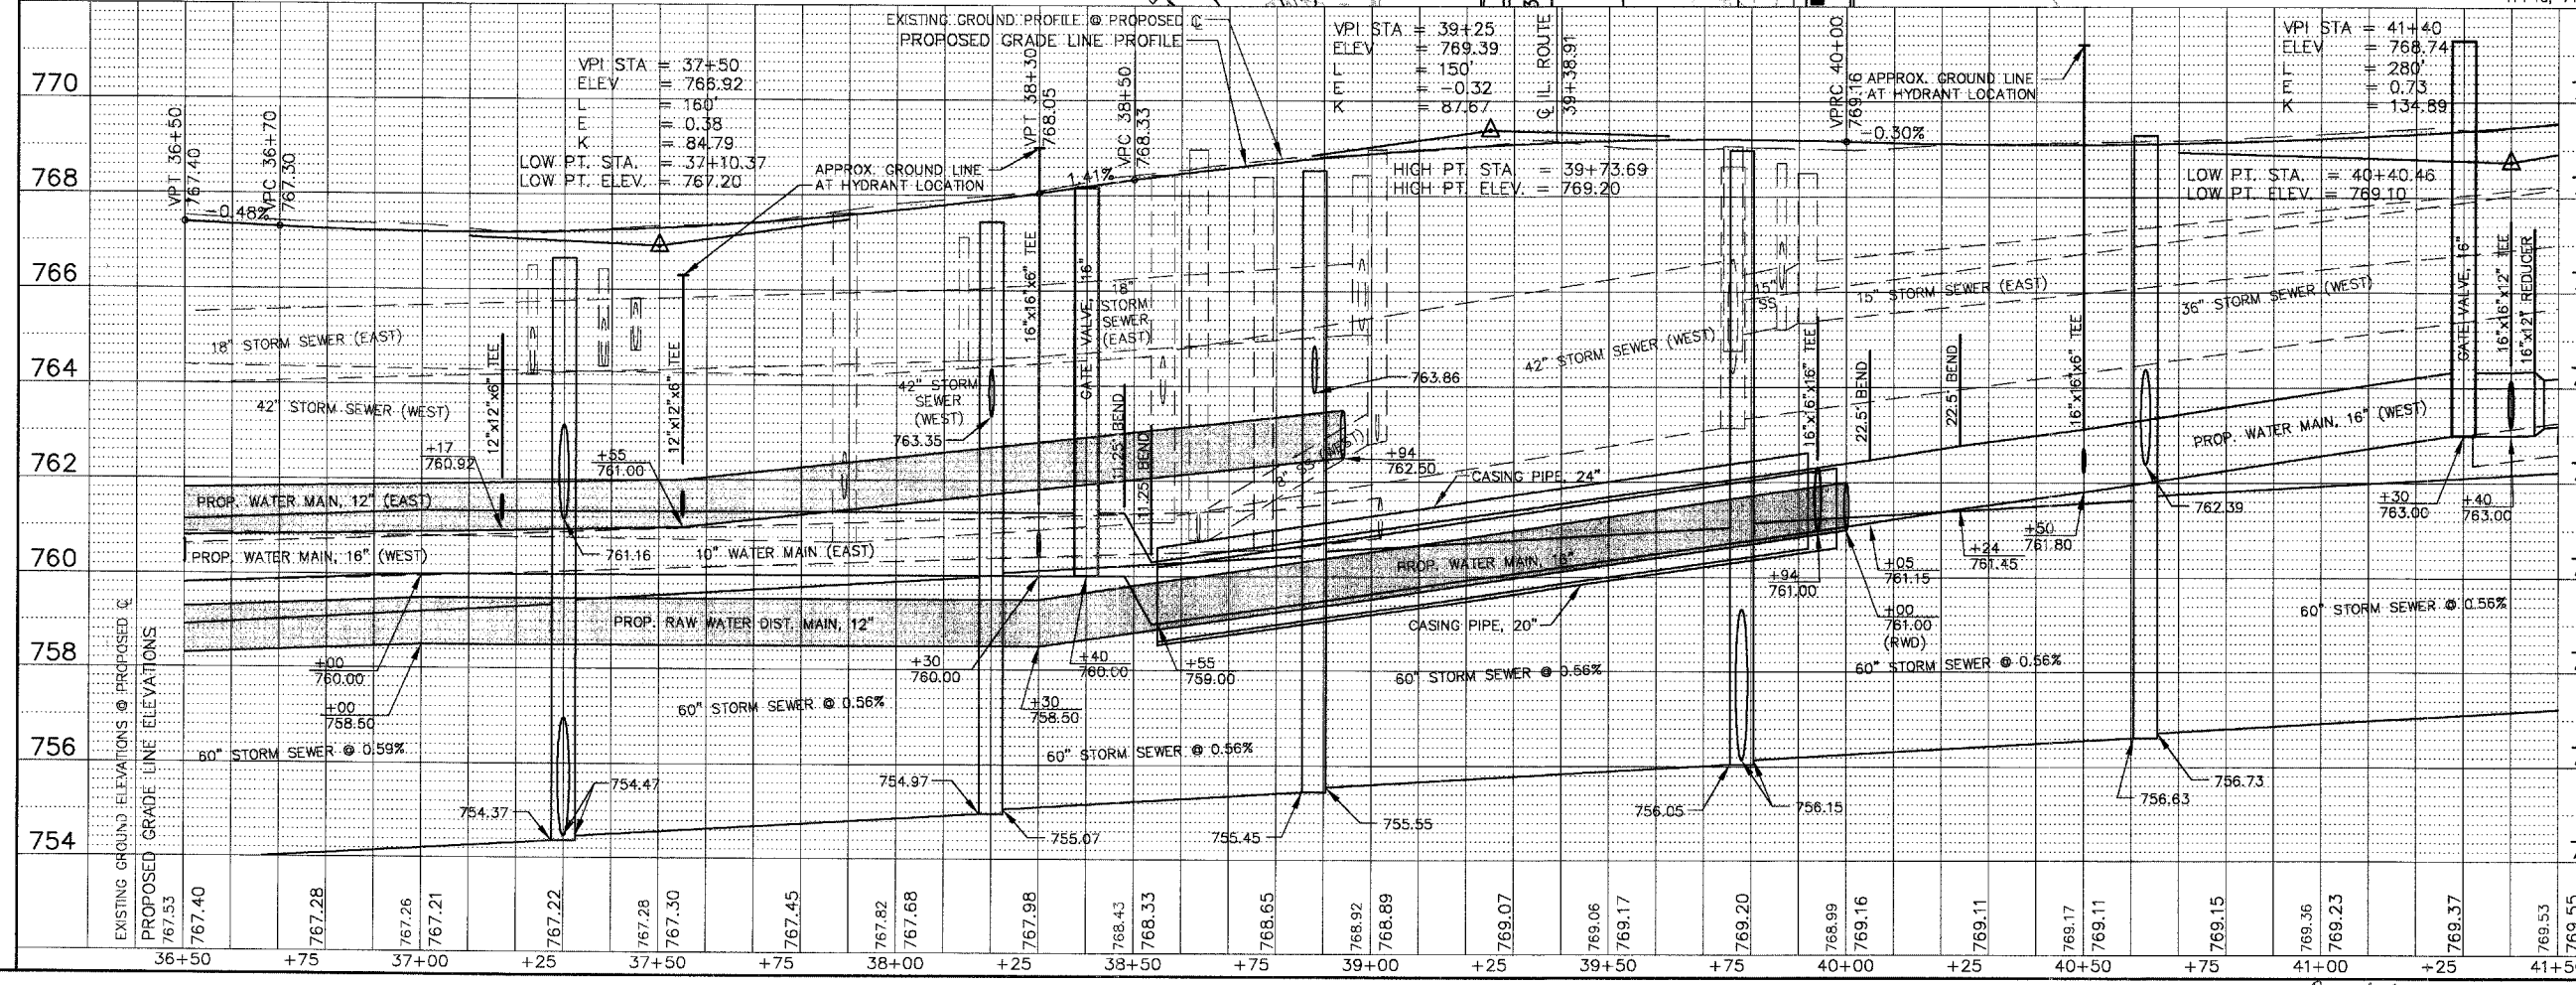 EXISTING GROUND PROFILE @ PROPOSED ℄
PROPOSED GRADE LINE PROFILE
VPI STA = 37+50
ELEV = 766.92
L = 160'
E = 0.38
K = 84.79
LOW PT. STA. = 37+10.37
LOW PT. ELEV. = 767.20
VPI STA = 39+25
ELEV = 769.39
L = 150'
E = -0.32
K = 87.67
HIGH PT. STA. = 39+73.69
HIGH PT. ELEV. = 769.20
VPI STA = 41+40
ELEV = 768.74
L = 280'
E = 0.73
K = 134.89
LOW PT. STA. = 40+40.46
LOW PT. ELEV. = 769.10
770
768
766
764
762
760
758
756
754
VPT 36+50
767.40
VPC 36+70
767.30
-0.48%
APPROX. GROUND LINE
AT HYDRANT LOCATION
VPT 38+30
768.05
VPC 38+50
768.33
1.41%
℄ IL. ROUTE
39+38.91
VPRC 40+00
769.16
-0.30%
APPROX. GROUND LINE
AT HYDRANT LOCATION
18" STORM SEWER (EAST)
42" STORM SEWER (WEST)
12"x12"x6" TEE
12"x12"x6" TEE
42" STORM
SEWER
(WEST)
763.35
16"x16"x6" TEE
GATE VALVE, 16"
18"
STORM
SEWER
(EAST)
11.25° BEND
11.25° BEND
763.86
42" STORM SEWER (WEST)
15"
SS
15" STORM SEWER (EAST)
36" STORM SEWER (WEST)
16"x16"x16" TEE
22.5° BEND
22.5° BEND
16"x16"x6" TEE
GATE VALVE, 16"
16"x16"x12" TEE
16"x12" REDUCER
+17
760.92
+55
761.00
+94
762.50
CASING PIPE, 24"
PROP. WATER MAIN, 12" (EAST)
PROP. WATER MAIN, 16" (WEST)
761.16
10" WATER MAIN (EAST)
PROP. WATER MAIN, 16"
PROP. WATER MAIN, 16" (WEST)
762.39
+30
763.00
+40
763.00
+50
761.80
+24
761.45
+05
761.15
+94
761.00
+00
761.00
(RWD)
PROP. RAW WATER DIST. MAIN, 12"
CASING PIPE, 20"
+00
760.00
+00
758.50
+30
760.00
+40
760.00
+55
759.00
+30
758.50
60" STORM SEWER @ 0.59%
60" STORM SEWER @ 0.56%
60" STORM SEWER @ 0.56%
60" STORM SEWER @ 0.56%
60" STORM SEWER @ 0.56%
60" STORM SEWER @ 0.56%
754.37
754.47
754.97
755.07
755.45
755.55
756.05
756.15
756.63
756.73
EXISTING GROUND ELEVATIONS @ PROPOSED ℄
PROPOSED GRADE LINE ELEVATIONS
767.53 767.40 767.28 767.26 767.21 767.22 767.28 767.30 767.45 767.82 767.68 767.98 768.43 768.33 768.65 768.92 768.89 769.07 769.06 769.17 769.20 768.99 769.16 769.11 769.17 769.11 769.15 769.36 769.23 769.37 769.53 769.55
36+50 +75 37+00 +25 37+50 +75 38+00 +25 38+50 +75 39+00 +25 39+50 +75 40+00 +25 40+50 +75 41+00 +25